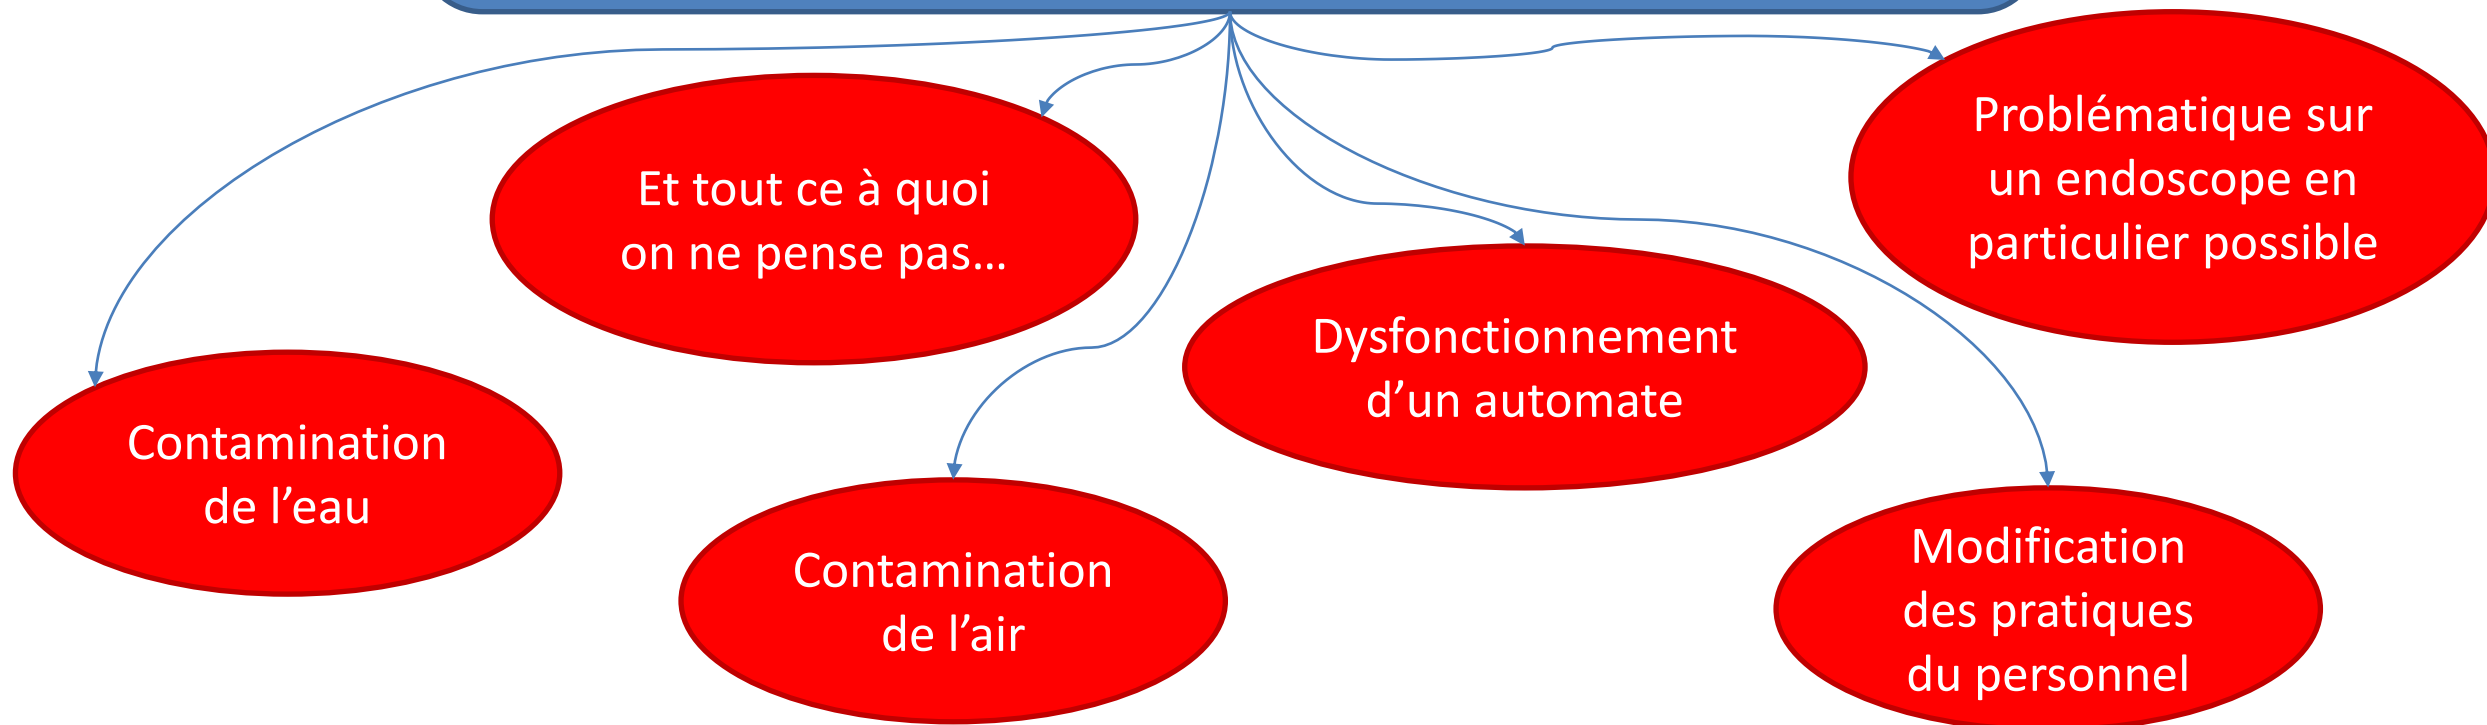 Problématique sur
un endoscope en
particulier possible
Et tout ce à quoi
on ne pense pas...
Dysfonctionnement
d’un automate
Contamination
de l’eau
Contamination
de l’air
Modification
des pratiques
du personnel